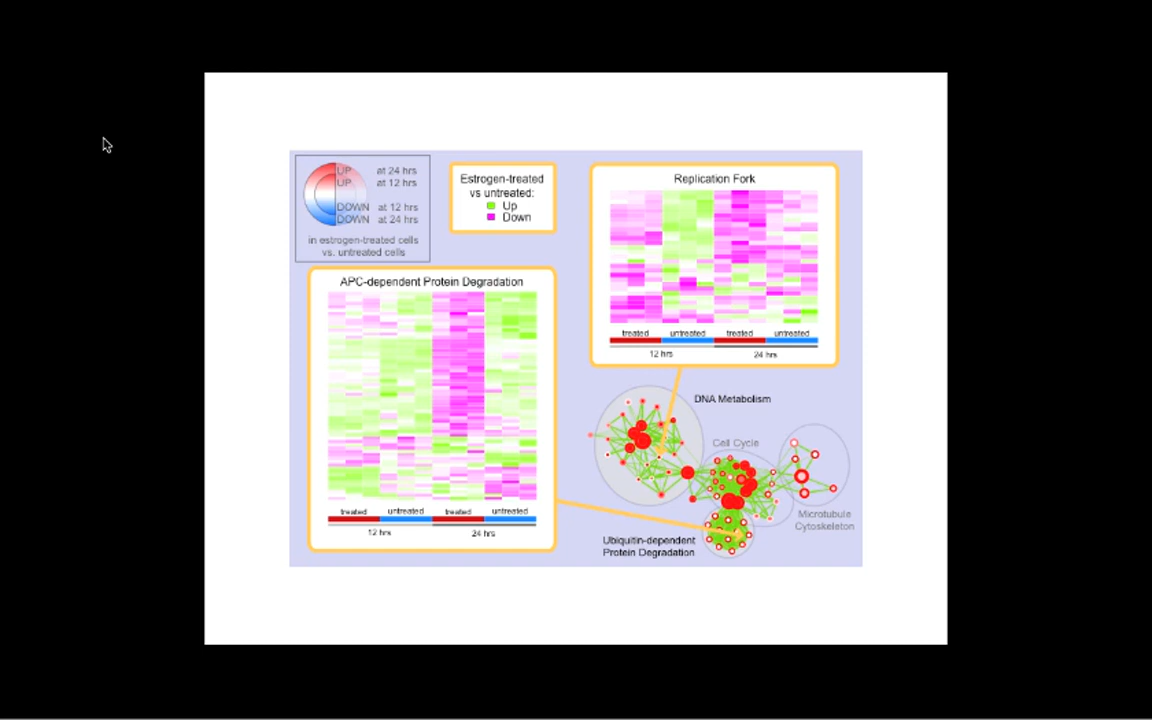 UP at 24 hrs
UP at 12 hrs
DOWN at 12 hrs
DOWN at 24 hrs
in estrogen-treated cells
vs. untreated cells
Estrogen-treated
vs untreated:
Up
Down
Replication Fork
treated untreated treated untreated
12 hrs 24 hrs
APC-dependent Protein Degradation
treated untreated treated untreated
12 hrs 24 hrs
DNA Metabolism
Cell Cycle
Microtubule
Cytoskeleton
Ubiquitin-dependent
Protein Degradation